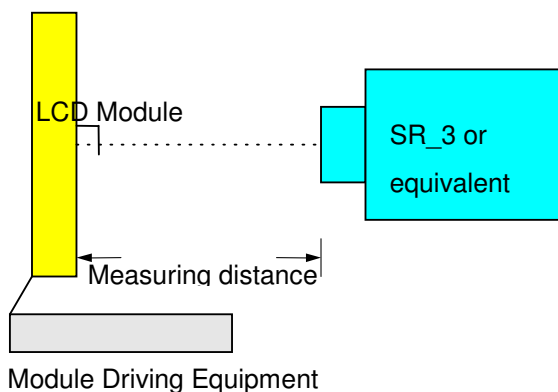 LCD Module
SR_3 or
equivalent
Measuring distance
Module Driving Equipment